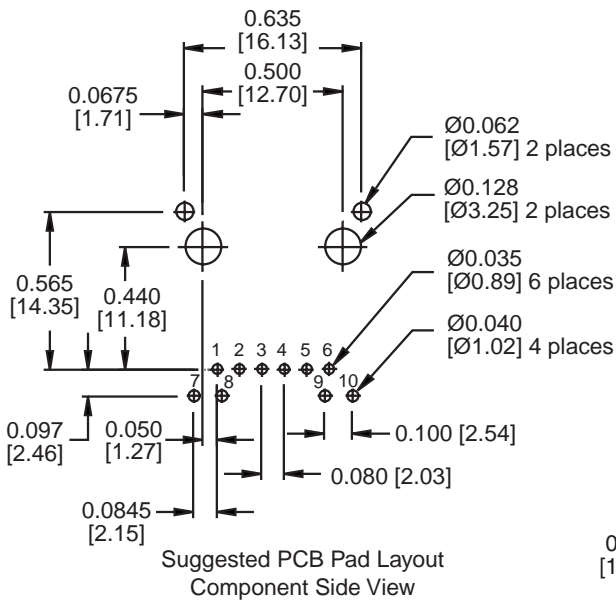 0.635
[16.13]
0.500
[12.70]
0.0675
[1.71]
Ø0.062
[Ø1.57] 2 places
Ø0.128
[Ø3.25] 2 places
0.565
[14.35]
0.440
[11.18]
Ø0.035
[Ø0.89] 6 places
Ø0.040
[Ø1.02] 4 places
1 2 3 4 5 6
7 8 9 10
0.097
[2.46]
0.050
[1.27]
0.100 [2.54]
0.080 [2.03]
0.0845
[2.15]
Suggested PCB Pad Layout
Component Side View